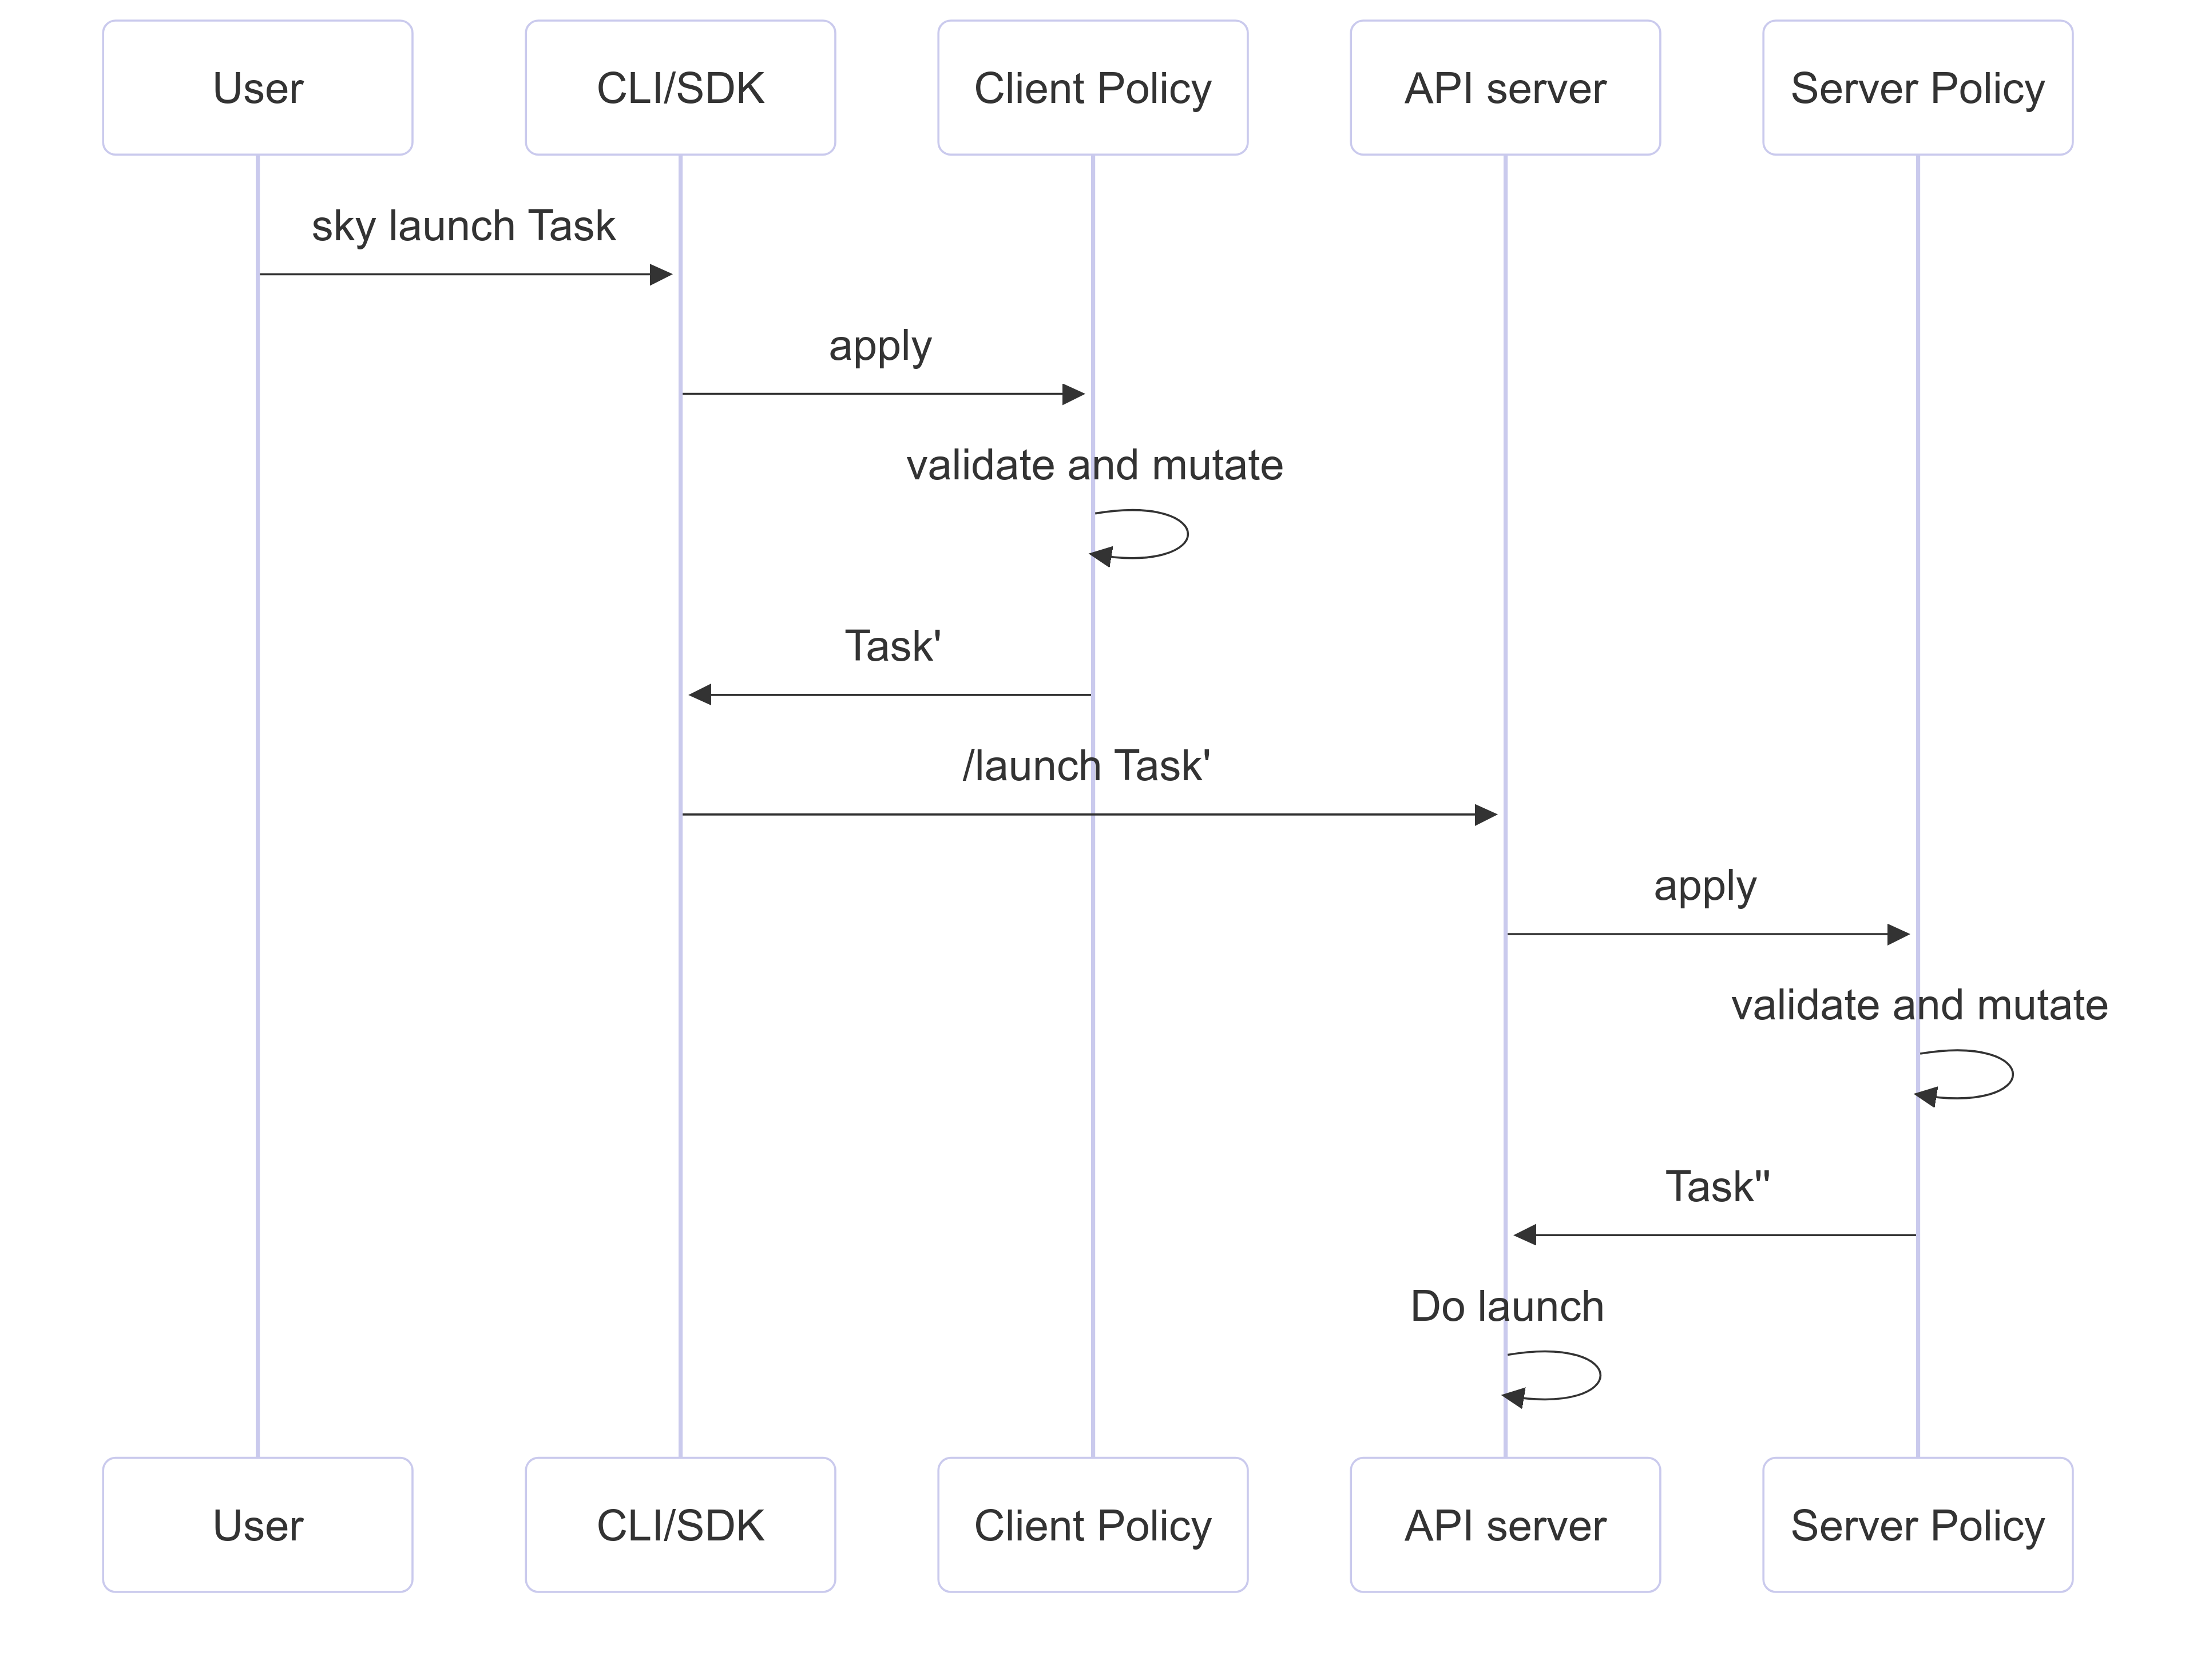 User
CLI/SDK
Client Policy
API server
Server Policy
sky launch Task
apply
validate and mutate
Task'
/launch Task'
apply
validate and mutate
Task''
Do launch
User
CLI/SDK
Client Policy
API server
Server Policy